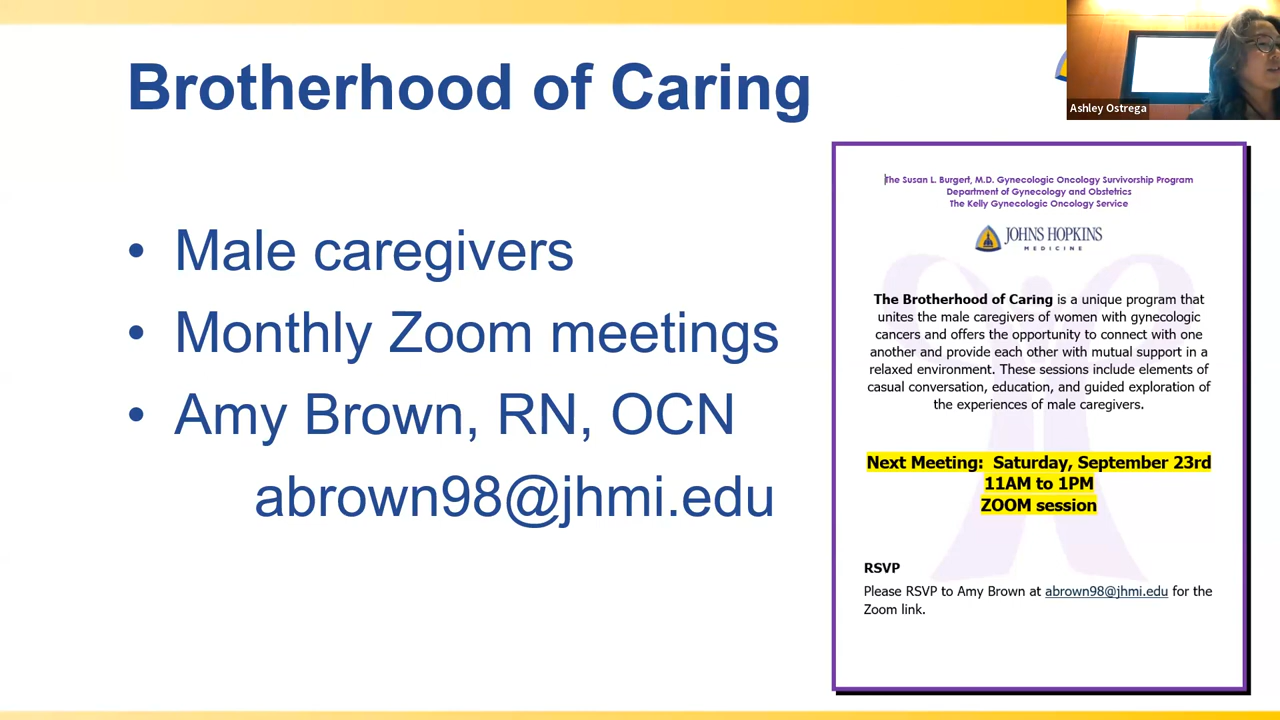 Brotherhood of Caring
• Male caregivers
• Monthly Zoom meetings
• Amy Brown, RN, OCN
abrown98@jhmi.edu
Ashley Ostrega
The Susan L. Burgert, M.D. Gynecologic Oncology Survivorship Program
Department of Gynecology and Obstetrics
The Kelly Gynecologic Oncology Service
JOHNS HOPKINS
MEDICINE
The Brotherhood of Caring is a unique program that
unites the male caregivers of women with gynecologic
cancers and offers the opportunity to connect with one
another and provide each other with mutual support in a
relaxed environment. These sessions include elements of
casual conversation, education, and guided exploration of
the experiences of male caregivers.
Next Meeting: Saturday, September 23rd
11AM to 1PM
ZOOM session
RSVP
Please RSVP to Amy Brown at abrown98@jhmi.edu for the
Zoom link.